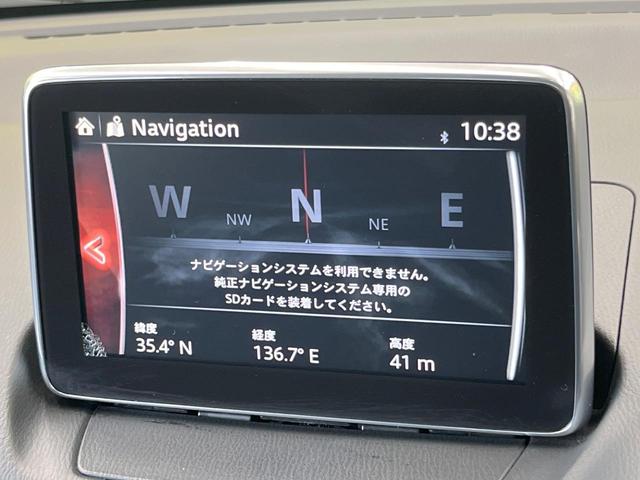 Navigation
10:38
W NW N NE E
ナビゲーションシステムを利用できません。
純正ナビゲーションシステム専用の
SDカードを装着してください。
緯度 経度 高度
35.4° N 136.7° E 41 m